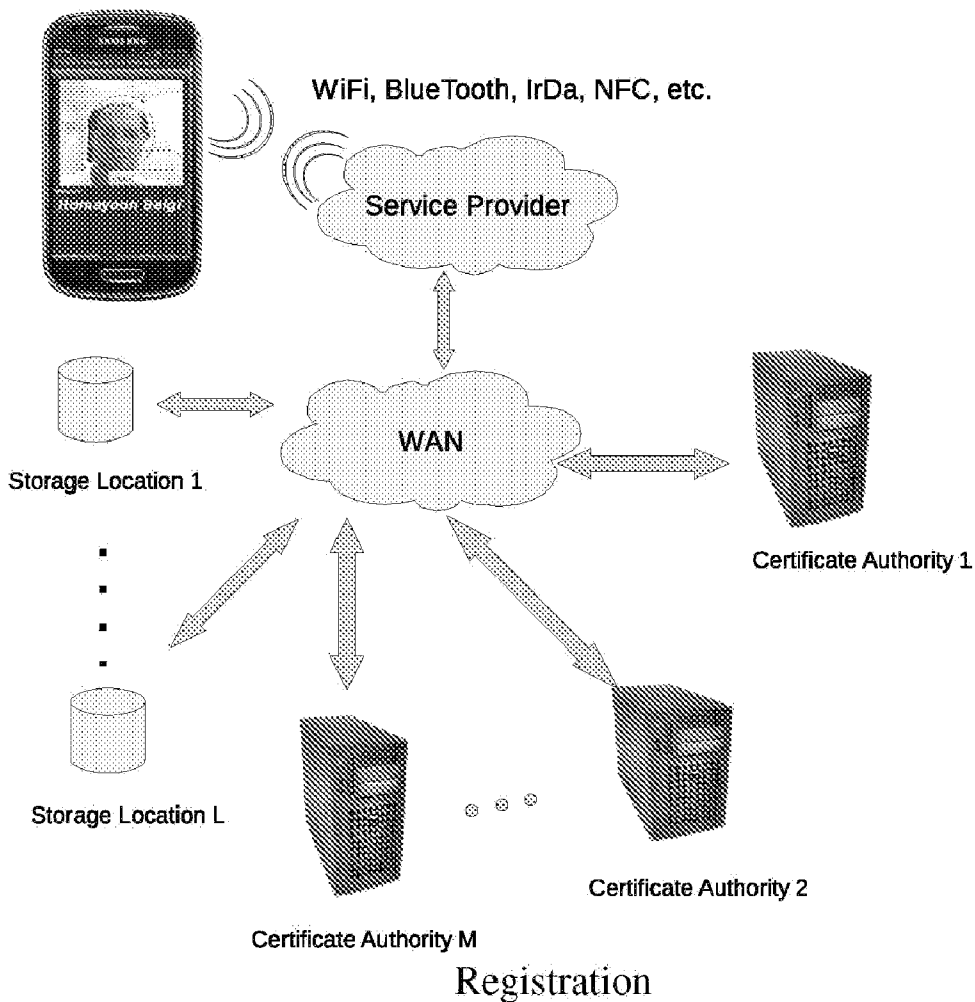 WiFi, BlueTooth, IrDa, NFC, etc.
Service Provider
WAN
Storage Location 1
Certificate Authority 1
Storage Location L
Certificate Authority 2
Certificate Authority M
Registration